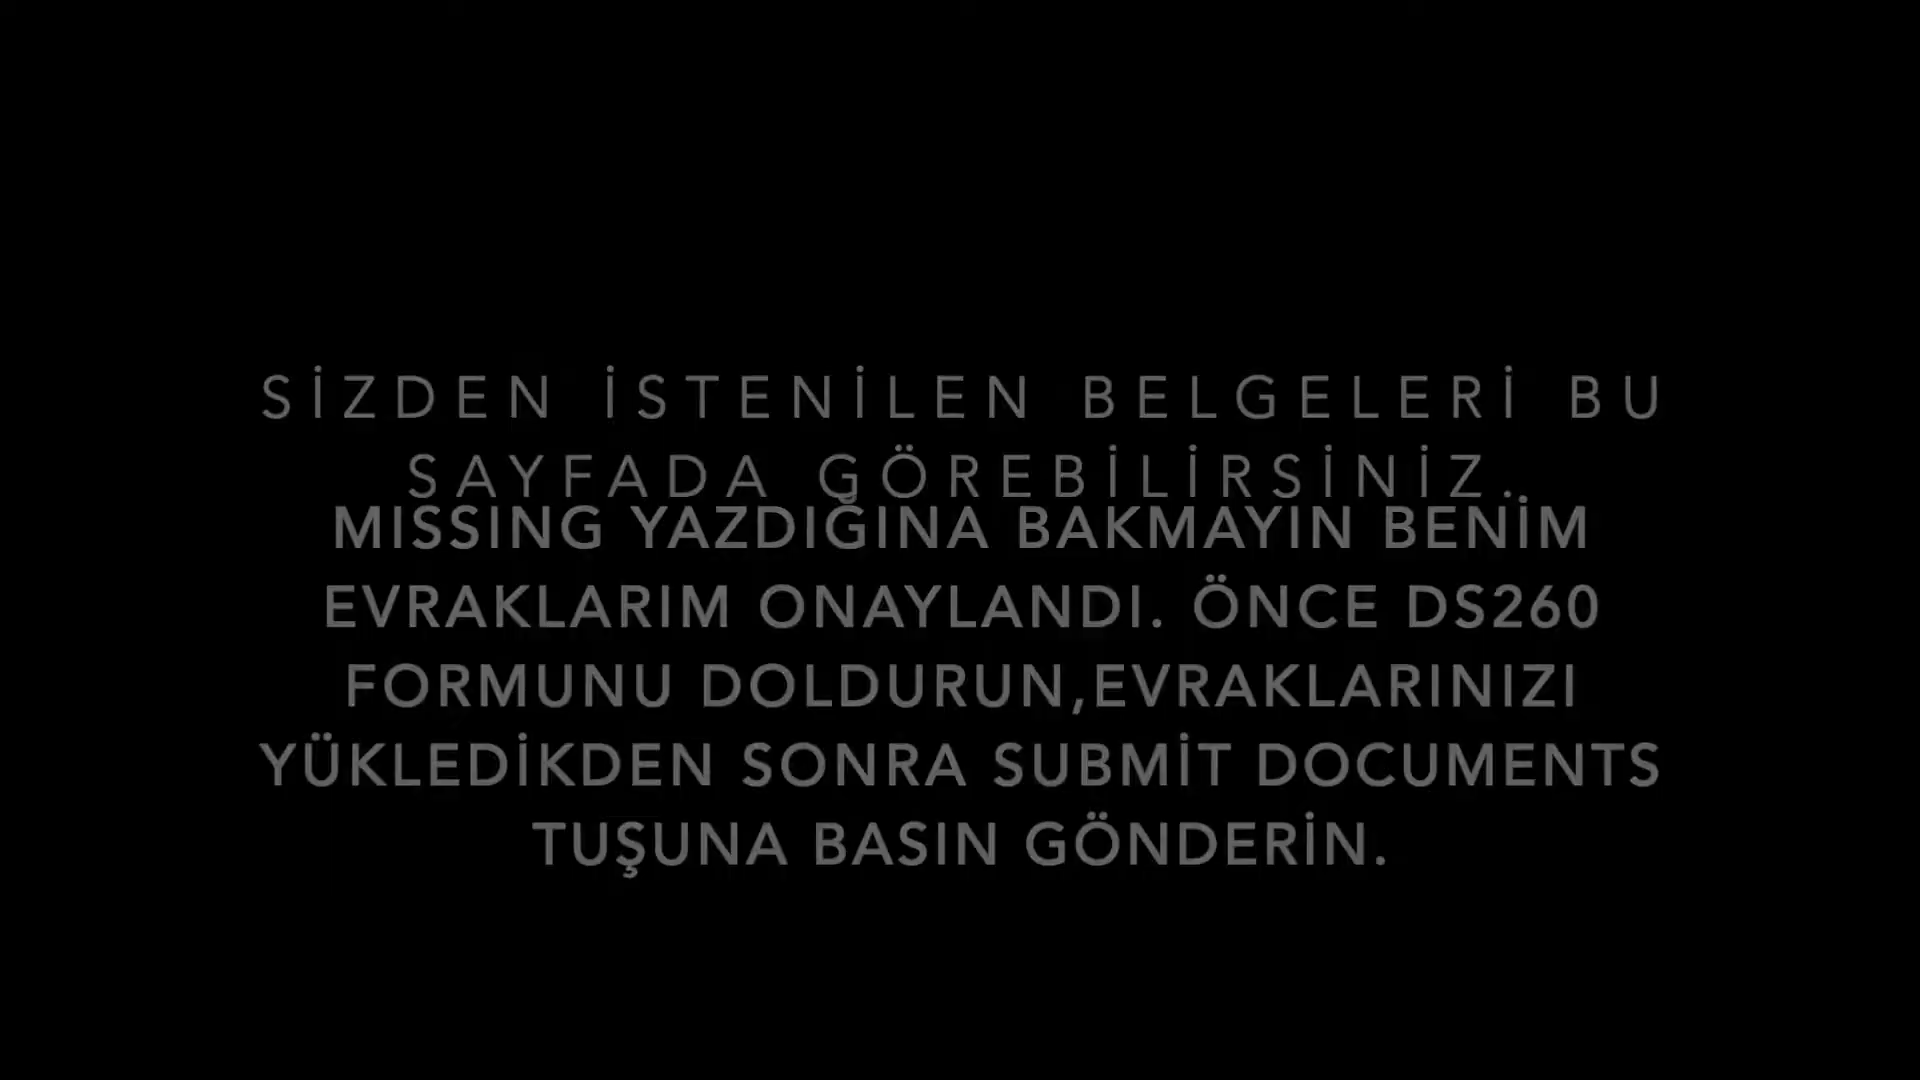 SİZDEN İSTENİLEN BELGELERİ BU
SAYFADA GÖREBİLİRSİNİZ.
MISSING YAZDIĞINA BAKMAYIN BENİM
EVRAKLARIM ONAYLANDI. ÖNCE DS260
FORMUNU DOLDURUN,EVRAKLARINIZI
YÜKLEDİKDEN SONRA SUBMİT DOCUMENTS
TUŞUNA BASIN GÖNDERİN.